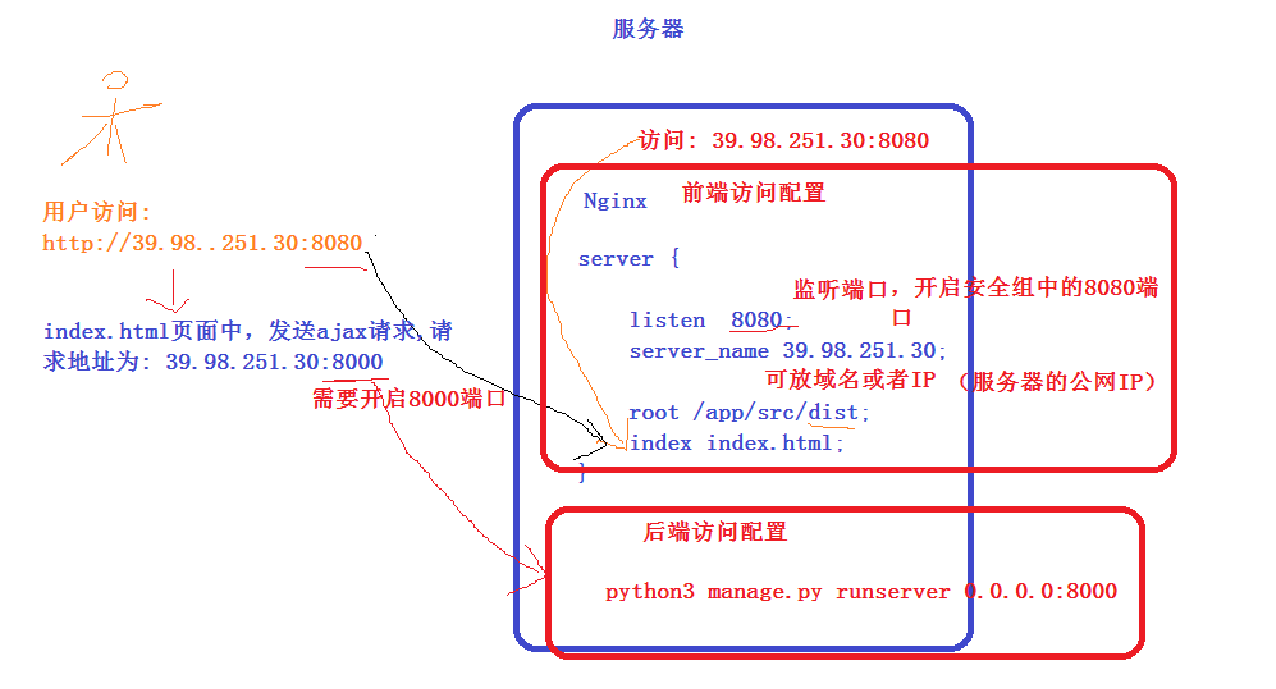 服务器
访问: 39.98.251.30:8080
Nginx
前端访问配置
用户访问:
http://39.98..251.30:8080
server {
监听端口，开启安全组中的8080端
口
listen 8080;
index.html页面中，发送ajax请求,请
求地址为: 39.98.251.30:8000
server_name 39.98.251.30;
可放域名或者IP （服务器的公网IP）
需要开启8000端口
root /app/src/dist;
index index.html;
}
后端访问配置
python3 manage.py runserver 0.0.0.0:8000